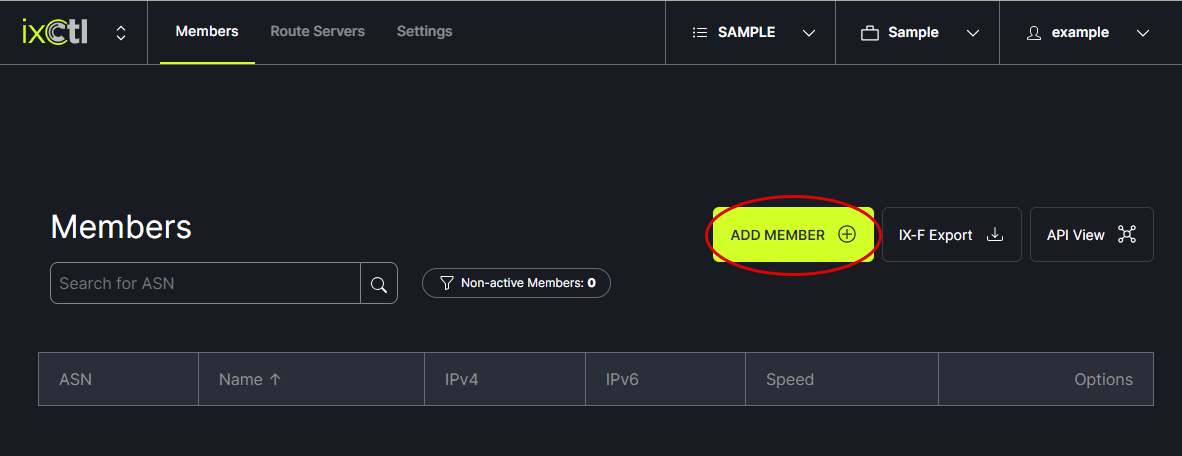 ixCtl
Members
Route Servers
Settings
SAMPLE
Sample
example
Members
ADD MEMBER
IX-F Export
API View
Search for ASN
Non-active Members: 0
ASN
Name ↑
IPv4
IPv6
Speed
Options